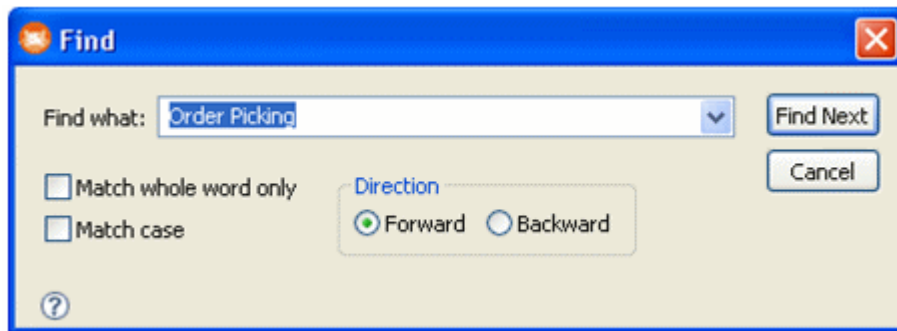 Find
Find what: Order Picking Find Next
Cancel
Match whole word only
Match case
Direction
Forward Backward
?